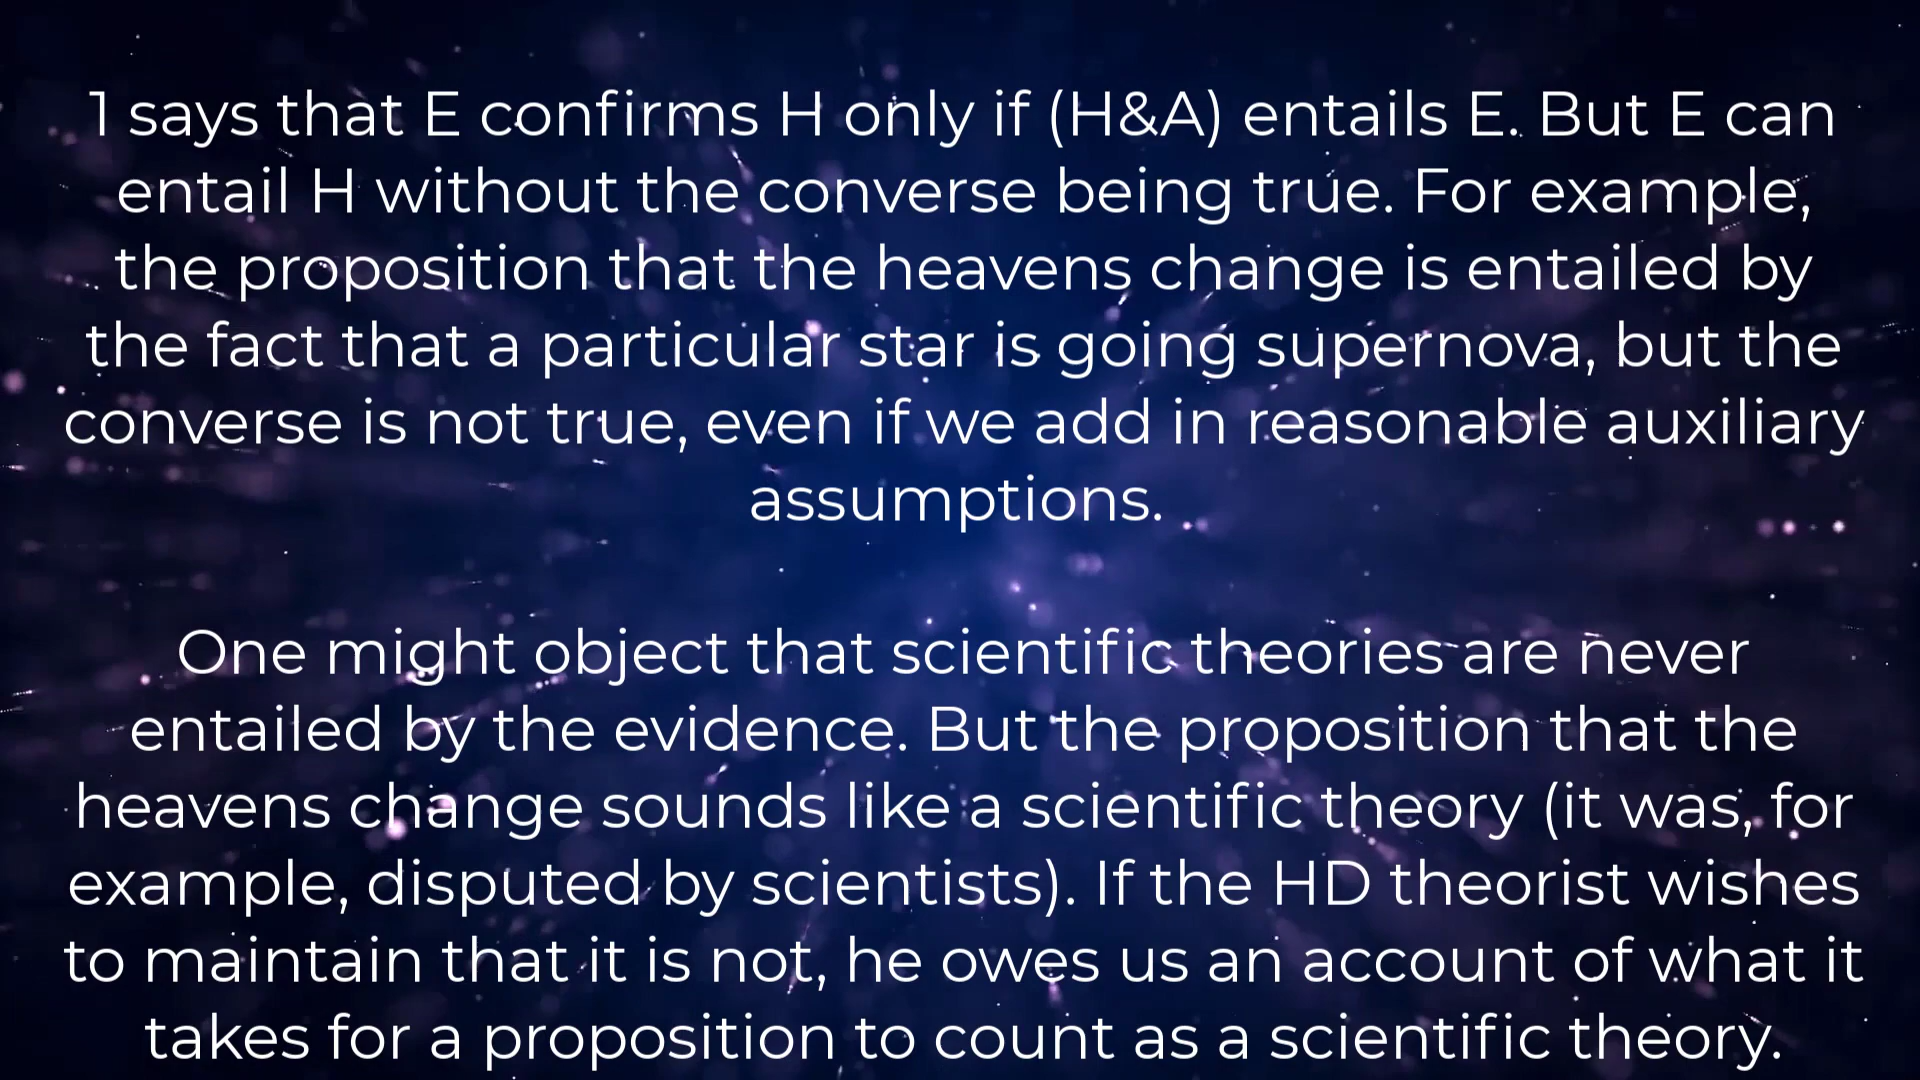 1 says that E confirms H only if (H&A) entails E. But E can
entail H without the converse being true. For example,
the proposition that the heavens change is entailed by
the fact that a particular star is going supernova, but the
converse is not true, even if we add in reasonable auxiliary
assumptions.
One might object that scientific theories are never
entailed by the evidence. But the proposition that the
heavens change sounds like a scientific theory (it was, for
example, disputed by scientists). If the HD theorist wishes
to maintain that it is not, he owes us an account of what it
takes for a proposition to count as a scientific theory.